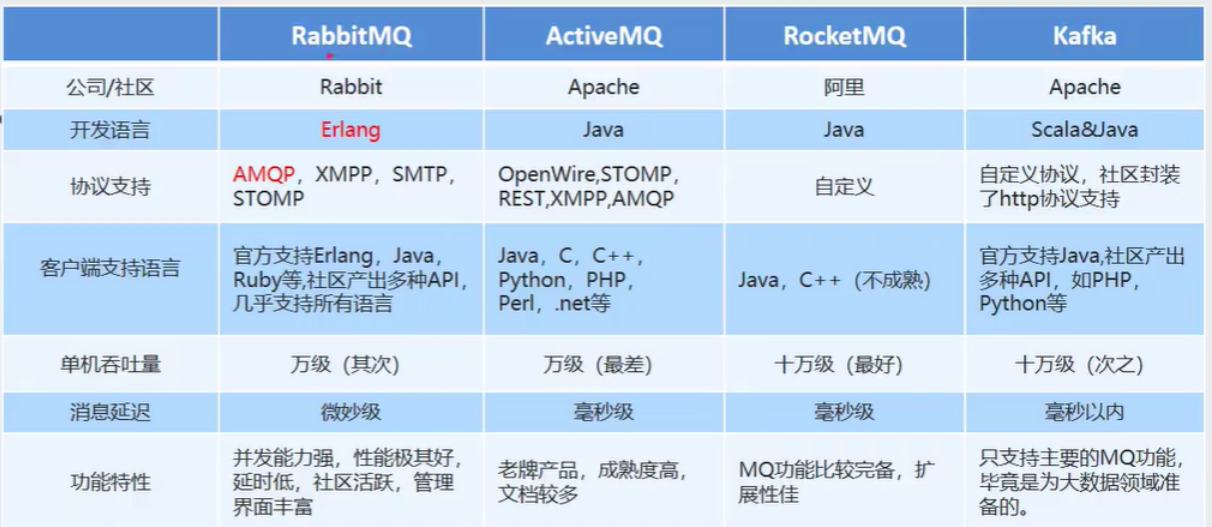 RabbitMQ ActiveMQ RocketMQ Kafka
公司/社区 Rabbit Apache 阿里 Apache
开发语言 Erlang Java Java Scala&Java
协议支持
AMQP，XMPP，SMTP，
STOMP
OpenWire,STOMP，
REST,XMPP,AMQP
自定义
自定义协议，社区封装
了http协议支持
客户端支持语言
官方支持Erlang，Java，
Ruby等,社区产出多种API，
几乎支持所有语言
Java，C，C++，
Python，PHP，
Perl，.net等
Java，C++（不成熟）
官方支持Java,社区产出
多种API，如PHP，
Python等
单机吞吐量 万级（其次） 万级（最差） 十万级（最好） 十万级（次之）
消息延迟 微妙级 毫秒级 毫秒级 毫秒以内
功能特性
并发能力强，性能极其好，
延时低，社区活跃，管理
界面丰富
老牌产品，成熟度高，
文档较多
MQ功能比较完备，扩
展性佳
只支持主要的MQ功能，
毕竟是为大数据领域准
备的。